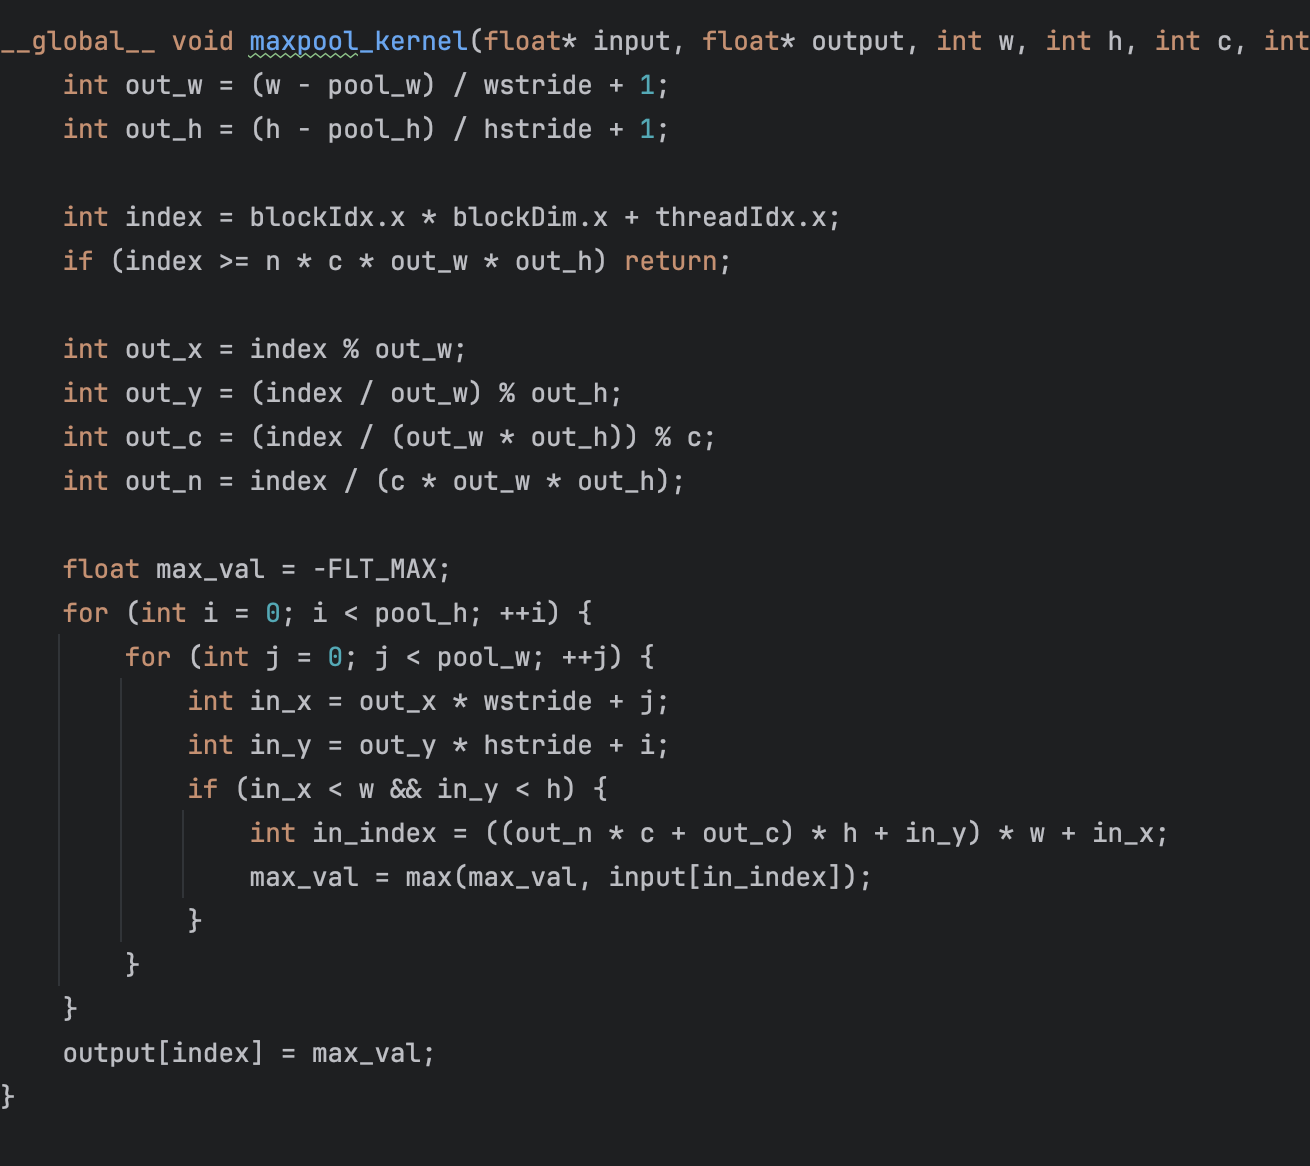 __global__ void maxpool_kernel(float* input, float* output, int w, int h, int c, int
    int out_w = (w - pool_w) / wstride + 1;
    int out_h = (h - pool_h) / hstride + 1;
    int index = blockIdx.x * blockDim.x + threadIdx.x;
    if (index >= n * c * out_w * out_h) return;
    int out_x = index % out_w;
    int out_y = (index / out_w) % out_h;
    int out_c = (index / (out_w * out_h)) % c;
    int out_n = index / (c * out_w * out_h);
    float max_val = -FLT_MAX;
    for (int i = 0; i < pool_h; ++i) {
        for (int j = 0; j < pool_w; ++j) {
            int in_x = out_x * wstride + j;
            int in_y = out_y * hstride + i;
            if (in_x < w && in_y < h) {
                int in_index = ((out_n * c + out_c) * h + in_y) * w + in_x;
                max_val = max(max_val, input[in_index]);
            }
        }
    }
    output[index] = max_val;
}